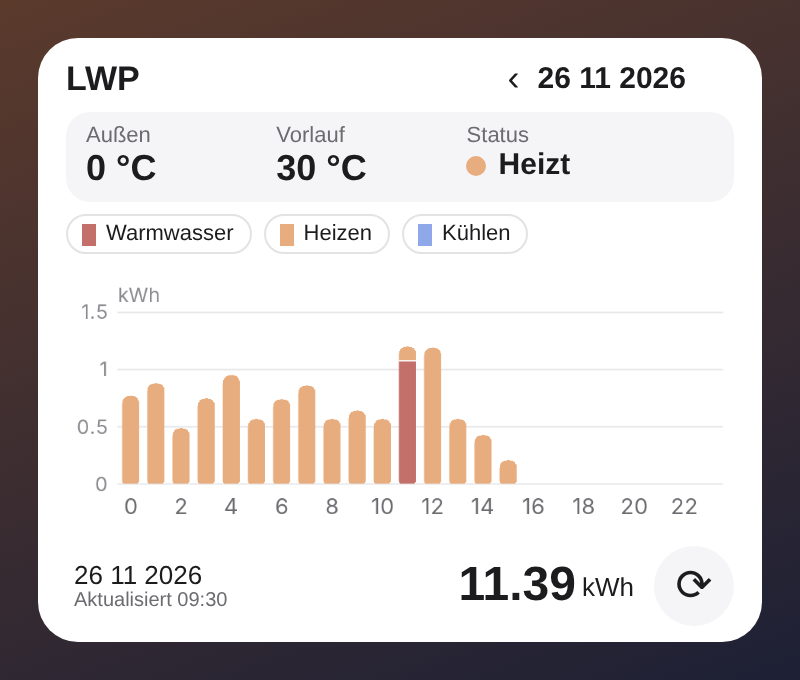 LWP
‹ 26 11 2026
Außen Vorlauf Status
0 °C 30 °C Heizt
Warmwasser Heizen Kühlen
kWh
1.5
1
0.5
0
0 2 4 6 8 10 12 14 16 18 20 22
26 11 2026
Aktualisiert 09:30
11.39 kWh ⟳